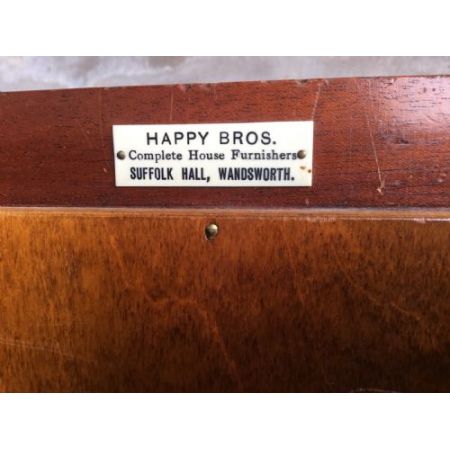 HAPPY BROS.
Complete House Furnishers
SUFFOLK HALL, WANDSWORTH.